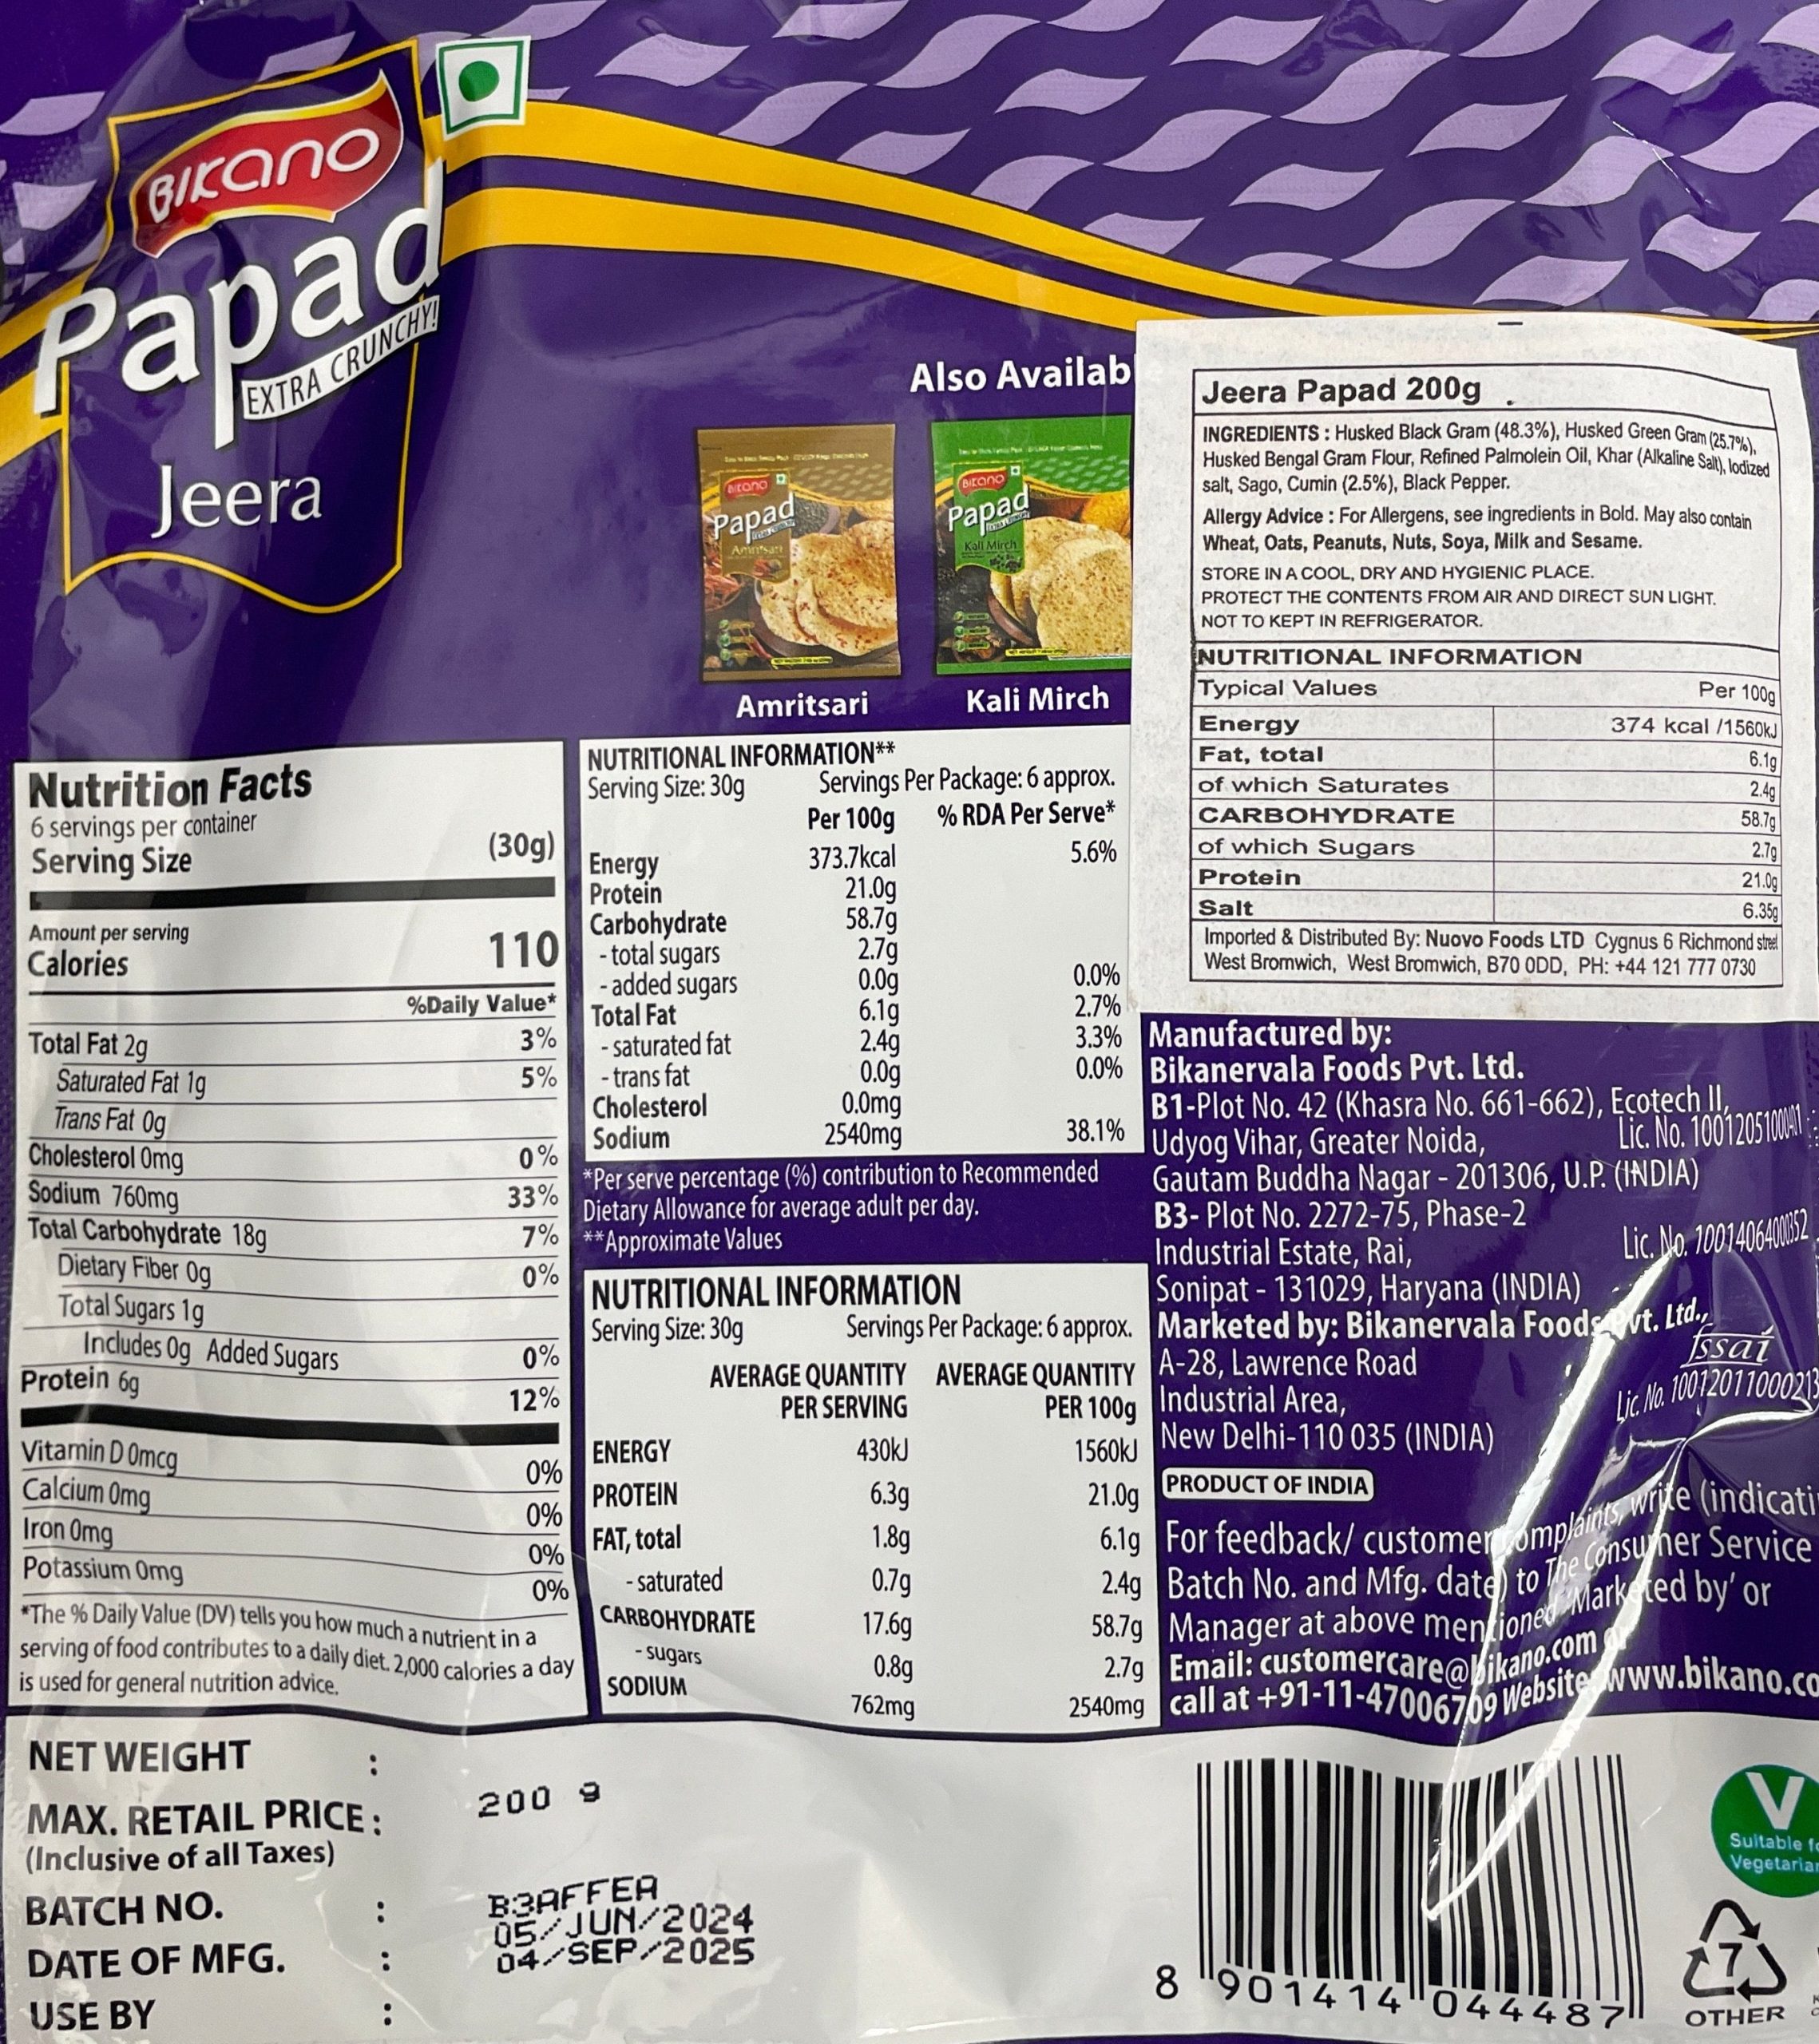 BIKANO
Papad
EXTRA CRUNCHY!
Jeera
Also Availab
BIKANO
Papad
Amritsari
BIKANO
Papad
Kali Mirch
Amritsari
Kali Mirch
Jeera Papad 200g
INGREDIENTS : Husked Black Gram (48.3%), Husked Green Gram (25.7%),
Husked Bengal Gram Flour, Refined Palmolein Oil, Khar (Alkaline Salt), Iodized
salt, Sago, Cumin (2.5%), Black Pepper.
Allergy Advice : For Allergens, see ingredients in Bold. May also contain
Wheat, Oats, Peanuts, Nuts, Soya, Milk and Sesame.
STORE IN A COOL, DRY AND HYGIENIC PLACE.
PROTECT THE CONTENTS FROM AIR AND DIRECT SUN LIGHT.
NOT TO KEPT IN REFRIGERATOR.
NUTRITIONAL INFORMATION
Typical Values Per 100g
Energy 374 kcal /1560kJ
Fat, total 6.1g
of which Saturates 2.4g
CARBOHYDRATE 58.7g
of which Sugars 2.7g
Protein 21.0g
Salt 6.35g
Imported & Distributed By: Nuovo Foods LTD Cygnus 6 Richmond street
West Bromwich, West Bromwich, B70 0DD, PH: +44 121 777 0730
Nutrition Facts
6 servings per container
Serving Size (30g)
Amount per serving
Calories 110
%Daily Value*
Total Fat 2g 3%
Saturated Fat 1g 5%
Trans Fat 0g
Cholesterol 0mg 0%
Sodium 760mg 33%
Total Carbohydrate 18g 7%
Dietary Fiber 0g 0%
Total Sugars 1g
Includes 0g Added Sugars 0%
Protein 6g 12%
Vitamin D 0mcg 0%
Calcium 0mg 0%
Iron 0mg 0%
Potassium 0mg 0%
*The % Daily Value (DV) tells you how much a nutrient in a
serving of food contributes to a daily diet. 2,000 calories a day
is used for general nutrition advice.
NUTRITIONAL INFORMATION**
Serving Size: 30g Servings Per Package: 6 approx.
Per 100g % RDA Per Serve*
Energy 373.7kcal 5.6%
Protein 21.0g
Carbohydrate 58.7g
- total sugars 2.7g
- added sugars 0.0g 0.0%
Total Fat 6.1g 2.7%
- saturated fat 2.4g 3.3%
- trans fat 0.0g 0.0%
Cholesterol 0.0mg
Sodium 2540mg 38.1%
*Per serve percentage (%) contribution to Recommended
Dietary Allowance for average adult per day.
**Approximate Values
NUTRITIONAL INFORMATION
Serving Size: 30g Servings Per Package: 6 approx.
AVERAGE QUANTITY AVERAGE QUANTITY
PER SERVING PER 100g
ENERGY 430kJ 1560kJ
PROTEIN 6.3g 21.0g
FAT, total 1.8g 6.1g
- saturated 0.7g 2.4g
CARBOHYDRATE 17.6g 58.7g
- sugars 0.8g 2.7g
SODIUM 762mg 2540mg
Manufactured by:
Bikanervala Foods Pvt. Ltd.
B1-Plot No. 42 (Khasra No. 661-662), Ecotech II,
Udyog Vihar, Greater Noida, Lic. No. 10012051000401
Gautam Buddha Nagar - 201306, U.P. (INDIA)
B3- Plot No. 2272-75, Phase-2
Industrial Estate, Rai, Lic. No. 10014064000352
Sonipat - 131029, Haryana (INDIA)
Marketed by: Bikanervala Foods Pvt. Ltd.,
A-28, Lawrence Road fssai
Industrial Area, Lic. No. 10012011000213
New Delhi-110 035 (INDIA)
PRODUCT OF INDIA
For feedback/ customer complaints, write (indicati
Batch No. and Mfg. date) to The Consumer Service
Manager at above mentioned 'Marketed by' or
Email: customercare@bikano.com or
call at +91-11-47006709 Website www.bikano.co
NET WEIGHT :
200 g
MAX. RETAIL PRICE :
(Inclusive of all Taxes)
BATCH NO. : B3AFFEA
DATE OF MFG. : 05/JUN/2024
USE BY : 04/SEP/2025
8 901414 044487
V
Suitable fo
Vegetarian
7
OTHER